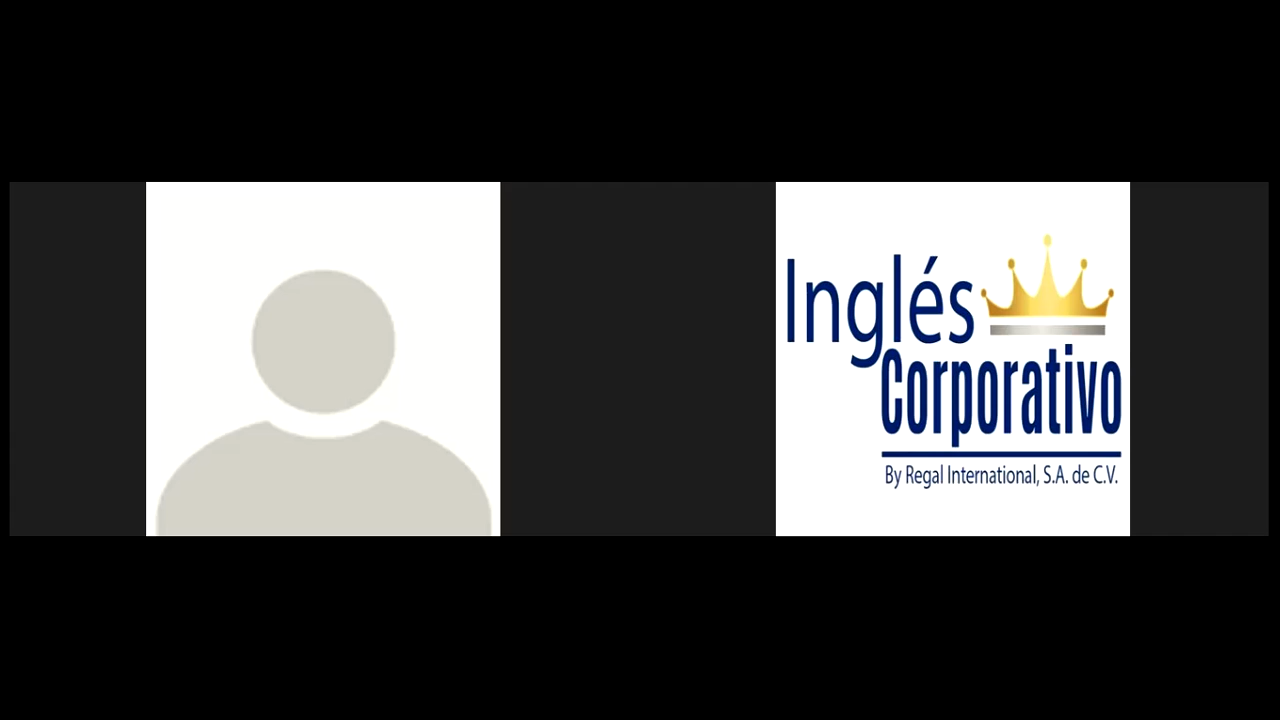 Inglés
Corporativo
By Regal International, S.A. de C.V.